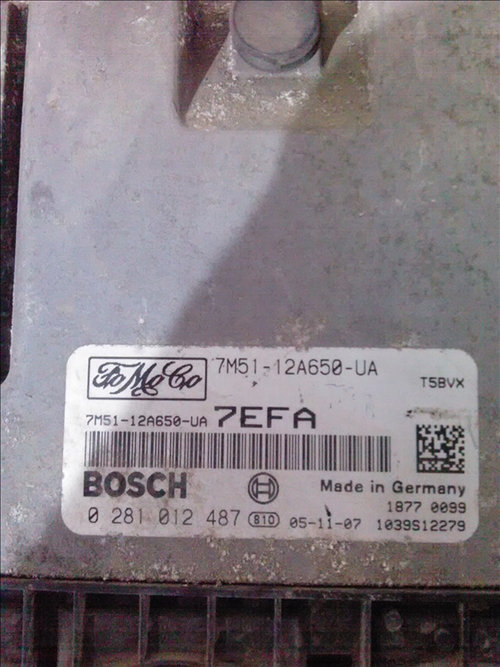 FoMoCo 7M51-12A650-UA
T5BVX
7M51-12A650-UA 7EFA
BOSCH
Made in Germany
1877 0099
0 281 012 487 810 05-11-07 1039S12279